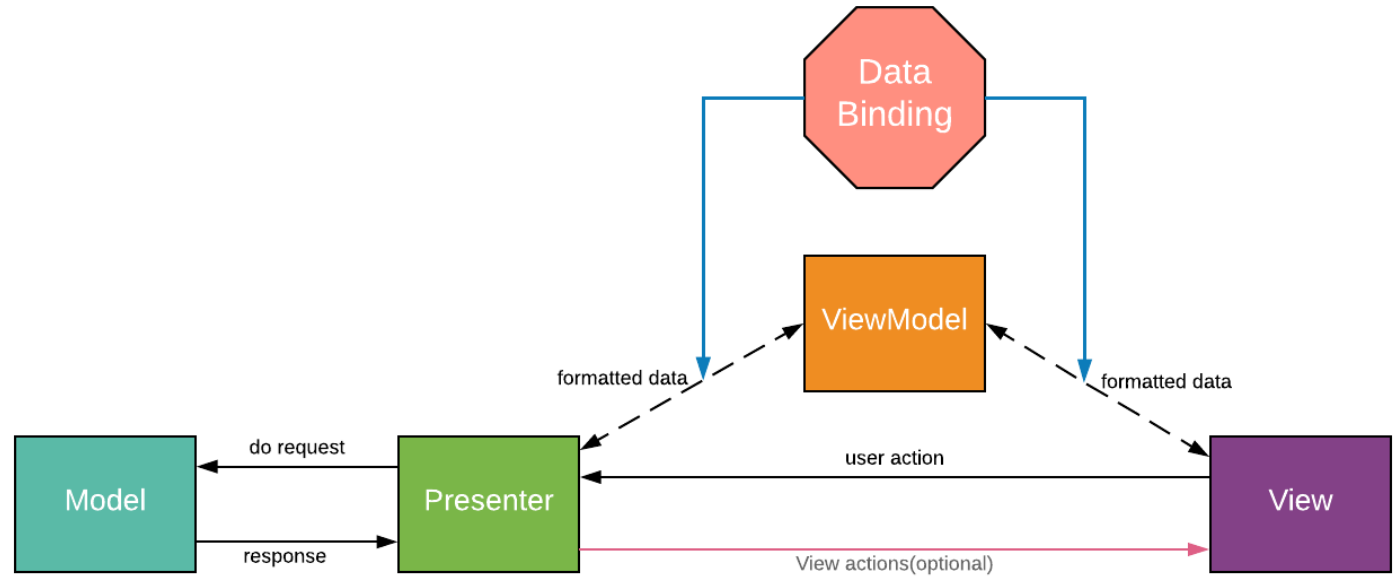 Data
Binding
ViewModel
formatted data
formatted data
do request
user action
Model
Presenter
View
response
View actions(optional)